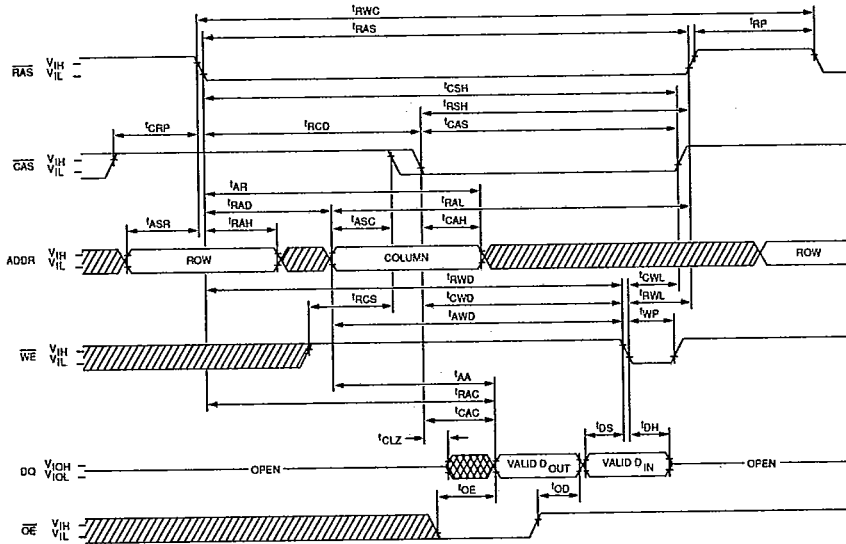 tRWC
tRAS
tRP
RAS VIH
VIL
tCSH
tRSH
tCRP
tRCD
tCAS
CAS VIH
VIL
tAR
tRAD
tRAL
tASR
tRAH
tASC
tCAH
ADDR VIH
VIL
ROW
COLUMN
ROW
tRWD
tCWL
tRCS
tCWD
tRWL
tAWD
tWP
WE VIH
VIL
tAA
tRAC
tCAC
tCLZ
tDS
tDH
DQ VIOH
VIOL
OPEN
VALID DOUT
VALID DIN
OPEN
tOE
tOD
OE VIH
VIL